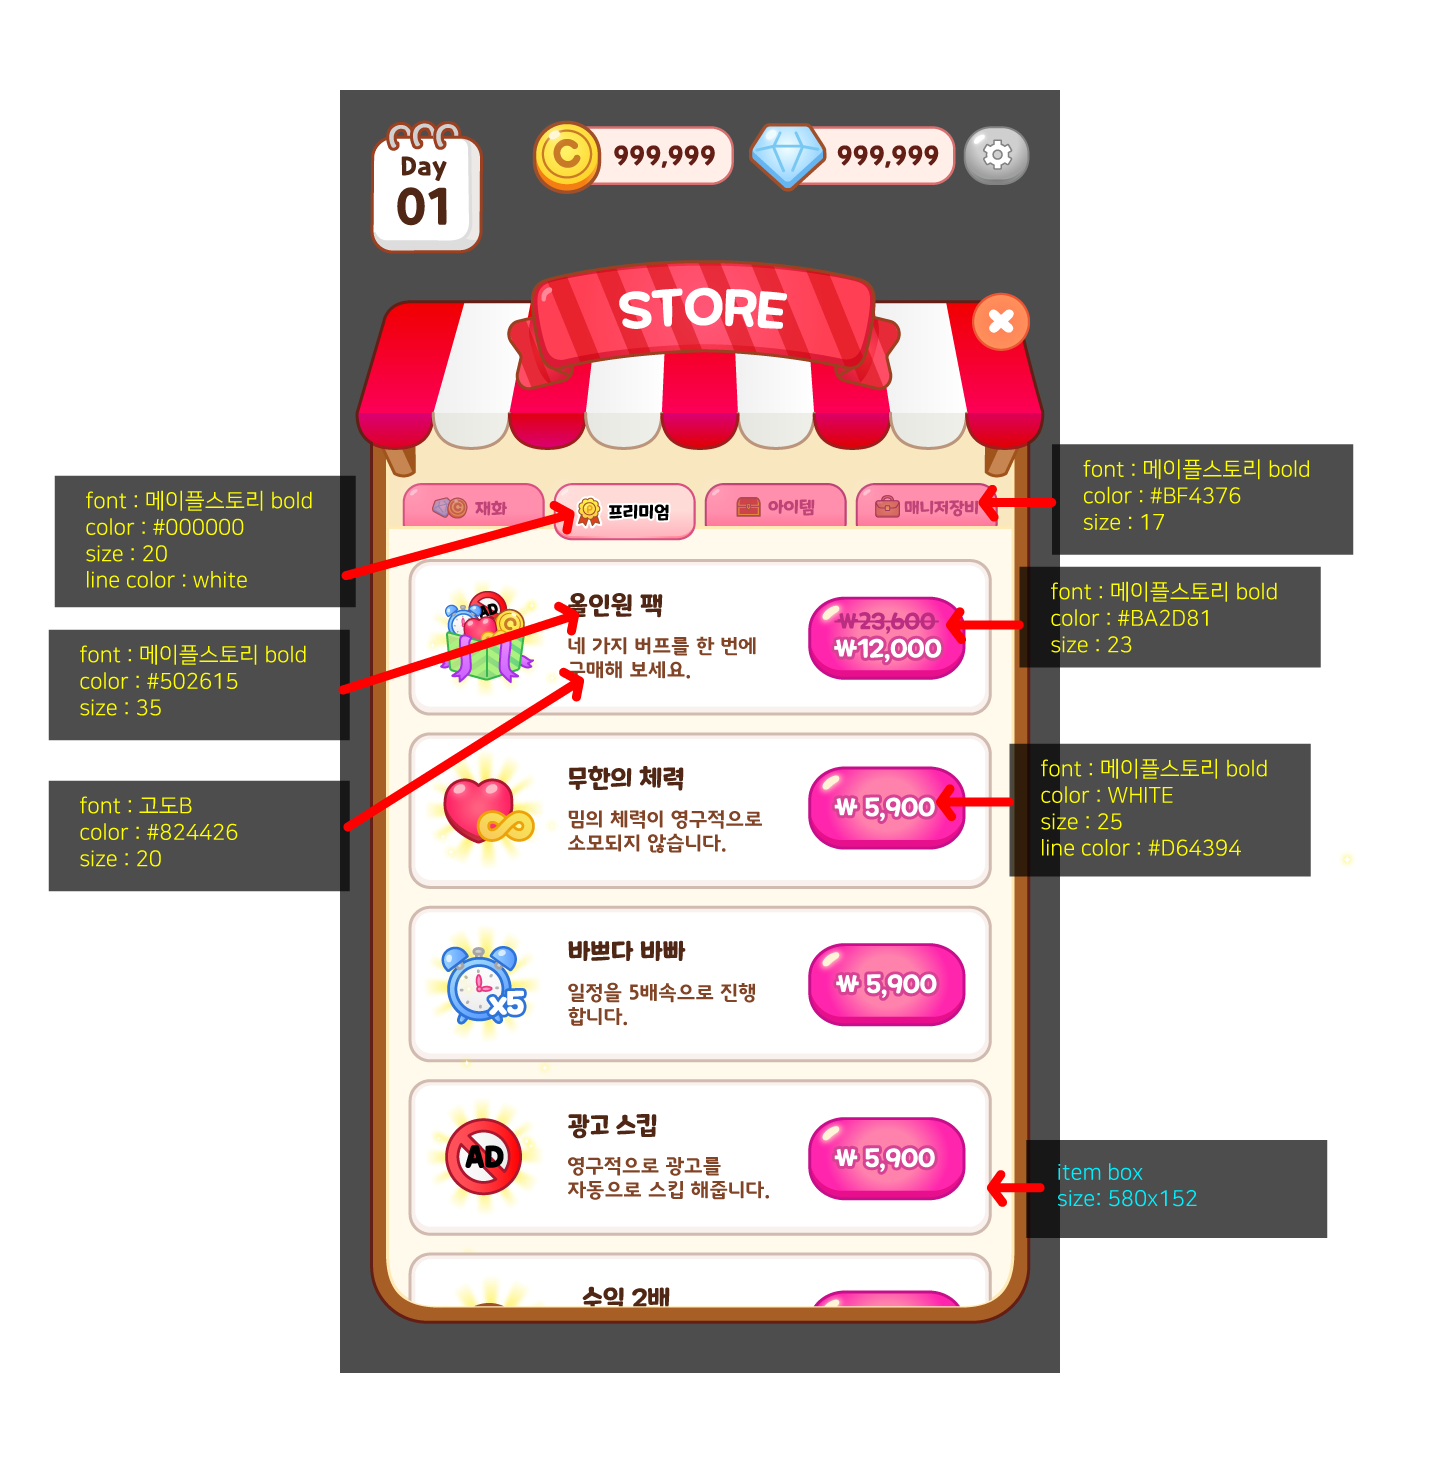 Day
01
999,999
999,999
STORE
재화
프리미엄
아이템
매니저장비
font : 메이플스토리 bold
color : #000000
size : 20
line color : white
font : 메이플스토리 bold
color : #BF4376
size : 17
AD
올인원 팩
네 가지 버프를 한 번에
구매해 보세요.
₩23,600
₩12,000
font : 메이플스토리 bold
color : #502615
size : 35
font : 메이플스토리 bold
color : #BA2D81
size : 23
무한의 체력
밈의 체력이 영구적으로
소모되지 않습니다.
₩ 5,900
font : 고도B
color : #824426
size : 20
font : 메이플스토리 bold
color : WHITE
size : 25
line color : #D64394
x5
바쁘다 바빠
일정을 5배속으로 진행
합니다.
₩ 5,900
AD
광고 스킵
영구적으로 광고를
자동으로 스킵 해줍니다.
₩ 5,900
item box
size: 580x152
수익 2배